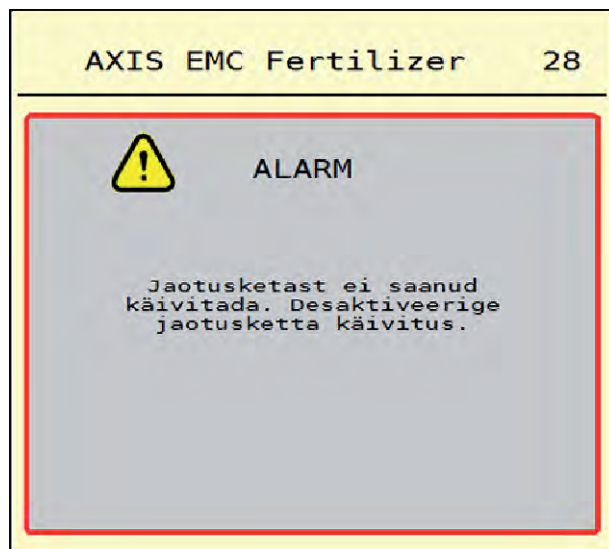 AXIS EMC Fertilizer 28
ALARM
Jaotusketast ei saanud
käivitada. Desaktiveerige
jaotusketta käivitus.